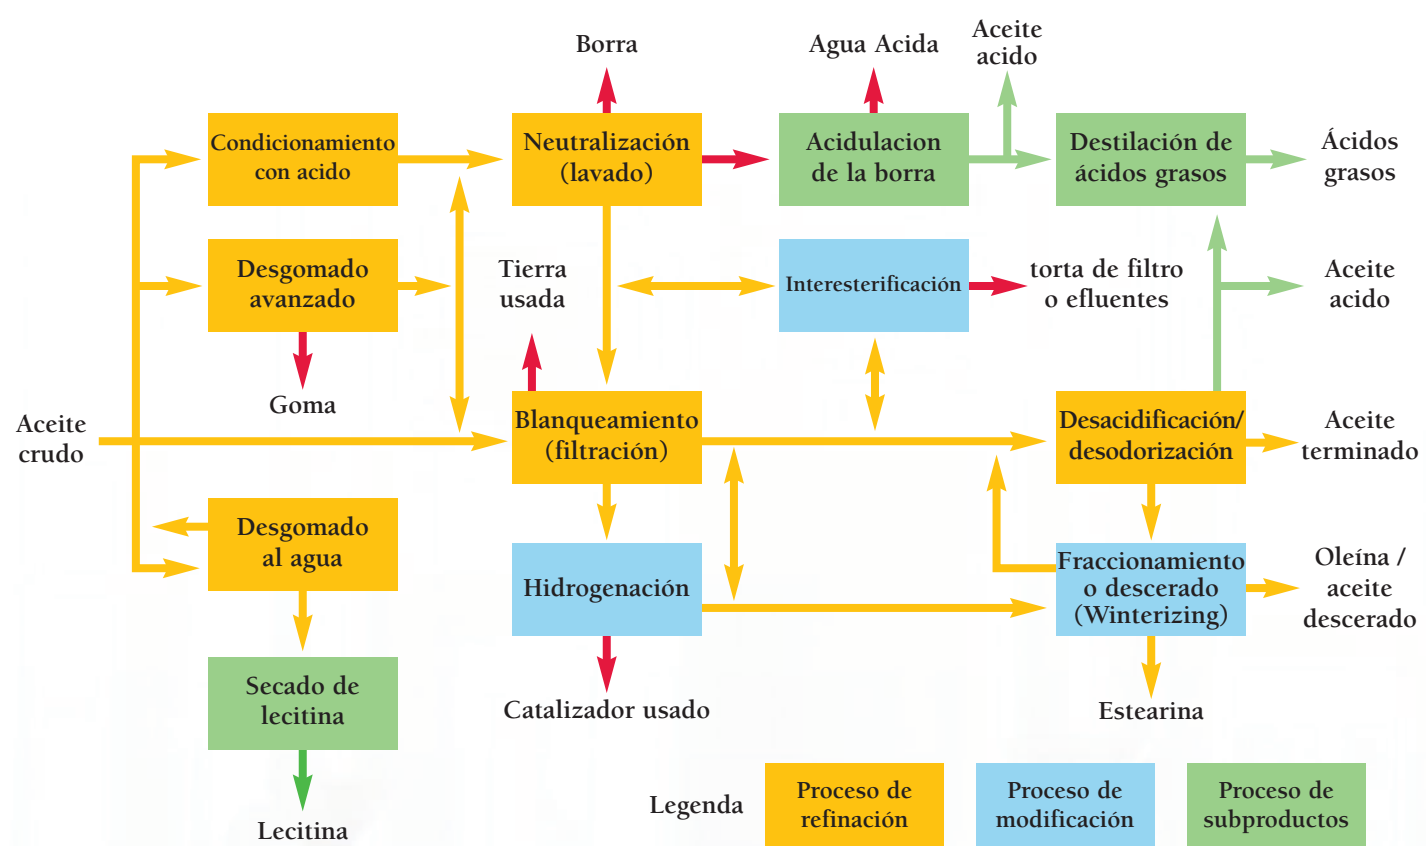 Borra
Agua Acida
Aceite
acido
Condicionamiento
con acido
Neutralización
(lavado)
Acidulacion
de la borra
Destilación de
ácidos grasos
Ácidos
grasos
Desgomado
avanzado
Tierra
usada
Interesterificación
torta de filtro
o efluentes
Aceite
acido
Goma
Aceite
crudo
Blanqueamiento
(filtración)
Desacidificación/
desodorización
Aceite
terminado
Desgomado
al agua
Hidrogenación
Fraccionamiento
o descerado
(Winterizing)
Oleína /
aceite
descerado
Secado de
lecitina
Catalizador usado
Estearina
Lecitina
Legenda
Proceso de
refinación
Proceso de
modificación
Proceso de
subproductos